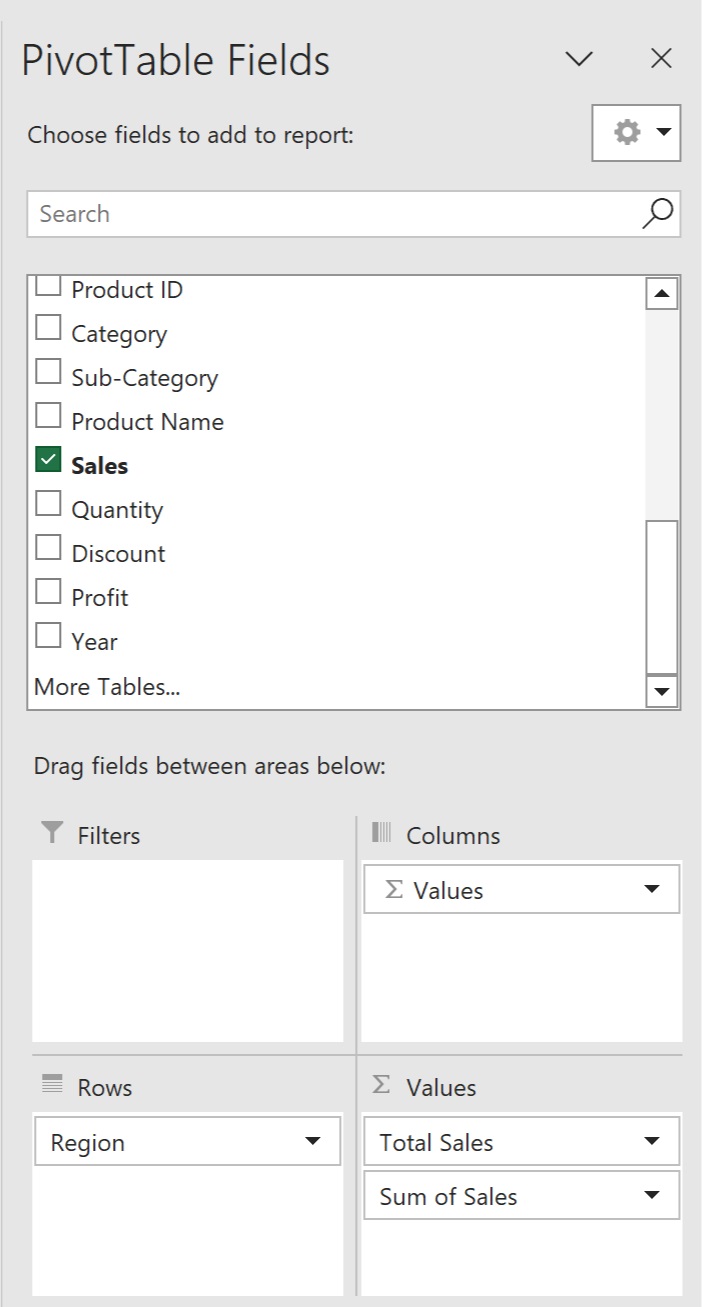 PivotTable Fields
Choose fields to add to report:
Search
Product ID
Category
Sub-Category
Product Name
Sales
Quantity
Discount
Profit
Year
More Tables...
Drag fields between areas below:
Filters
Columns
Σ Values
Rows
Σ Values
Region
Total Sales
Sum of Sales